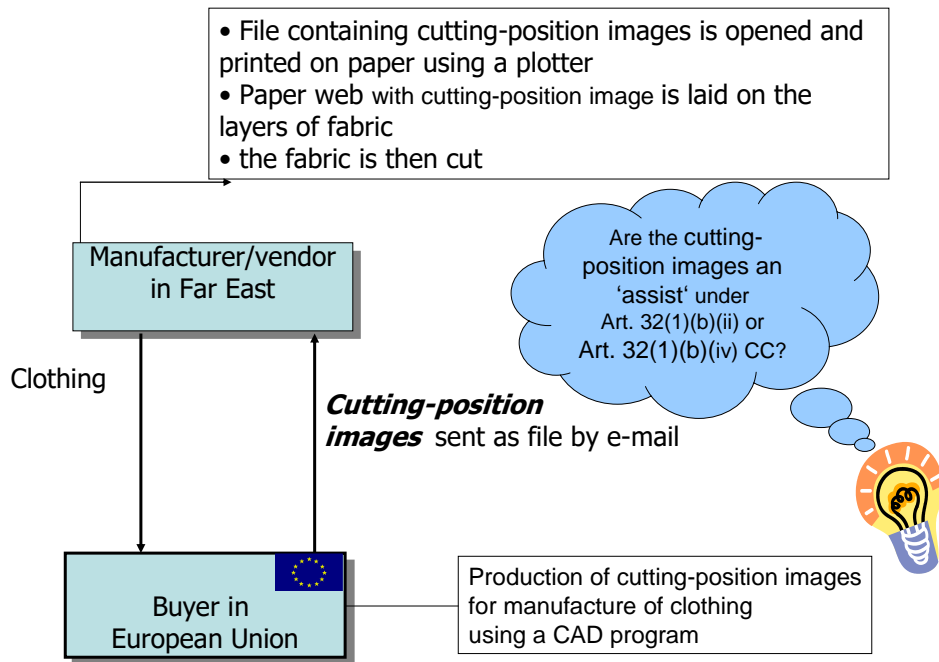 • File containing cutting-position images is opened and
printed on paper using a plotter
• Paper web with cutting-position image is laid on the
layers of fabric
• the fabric is then cut
Manufacturer/vendor
in Far East
Are the cutting-
position images an
‘assist‘ under
Art. 32(1)(b)(ii) or
Art. 32(1)(b)(iv) CC?
Clothing
Cutting-position
images sent as file by e-mail
Buyer in
European Union
Production of cutting-position images
for manufacture of clothing
using a CAD program